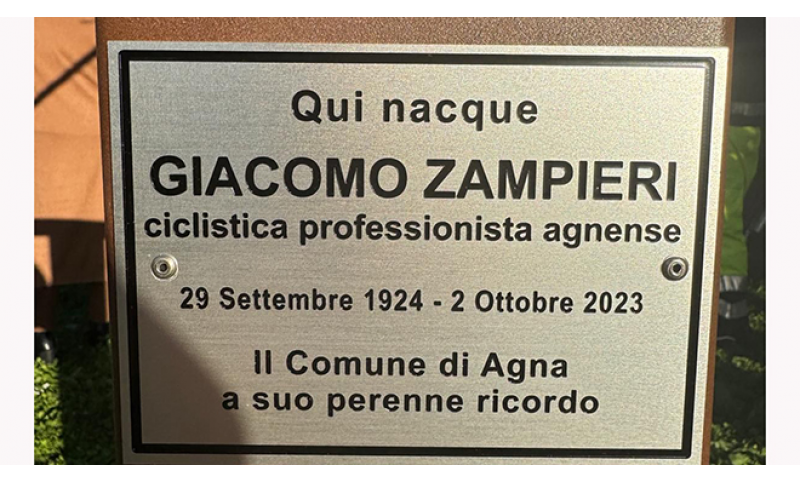 Qui nacque
GIACOMO ZAMPIERI
ciclistica professionista agnense
29 Settembre 1924 - 2 Ottobre 2023
Il Comune di Agna
a suo perenne ricordo